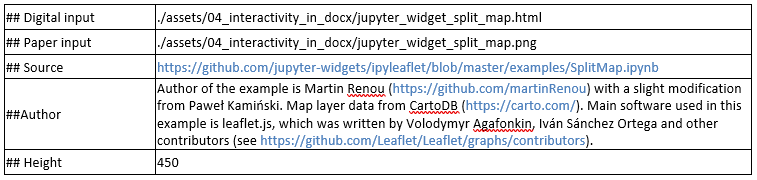 ## Digital input ./assets/04_interactivity_in_docx/jupyter_widget_split_map.html
## Paper input ./assets/04_interactivity_in_docx/jupyter_widget_split_map.png
## Source https://github.com/jupyter-widgets/ipyleaflet/blob/master/examples/SplitMap.ipynb
##Author Author of the example is Martin Renou (https://github.com/martinRenou) with a slight modification
from Paweł Kamiński. Map layer data from CartoDB (https://carto.com/). Main software used in this
example is leaflet.js, which was written by Volodymyr Agafonkin, Iván Sánchez Ortega and other
contributors (see https://github.com/Leaflet/Leaflet/graphs/contributors).
## Height 450